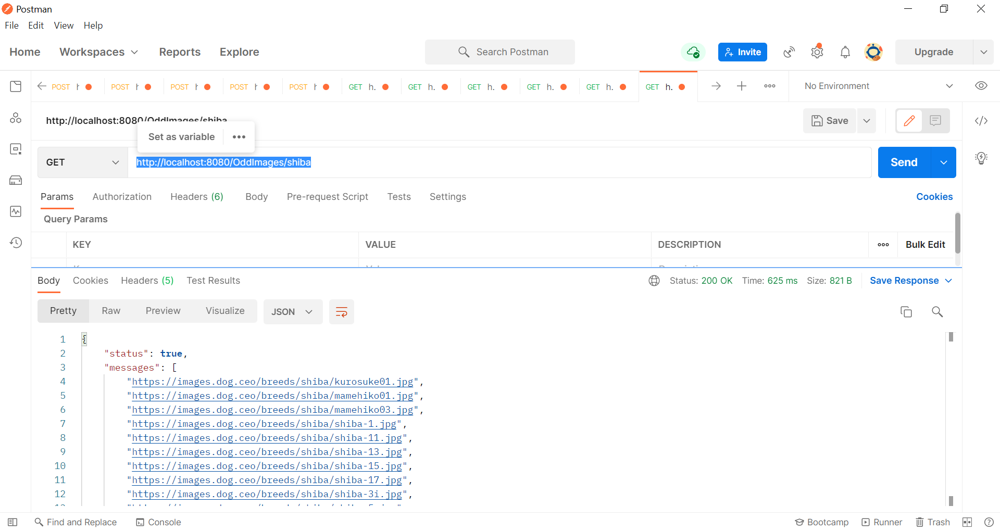 Postman
File Edit View Help
Home Workspaces Reports Explore Search Postman Invite Upgrade
POST POST POST POST POST GET h. GET h. GET h. GET h. GET h. GET h. No Environment
http://localhost:8080/OddImages/shiba Save
Set as variable
GET http://localhost:8080/OddImages/shiba Send
Params Authorization Headers (6) Body Pre-request Script Tests Settings Cookies
Query Params
KEY VALUE DESCRIPTION Bulk Edit
Body Cookies Headers (5) Test Results Status: 200 OK Time: 625 ms Size: 821 B Save Response
Pretty Raw Preview Visualize JSON
1 {
2 "status": true,
3 "messages": [
4 "https://images.dog.ceo/breeds/shiba/kurosuke01.jpg",
5 "https://images.dog.ceo/breeds/shiba/mamehiko01.jpg",
6 "https://images.dog.ceo/breeds/shiba/mamehiko03.jpg",
7 "https://images.dog.ceo/breeds/shiba/shiba-1.jpg",
8 "https://images.dog.ceo/breeds/shiba/shiba-11.jpg",
9 "https://images.dog.ceo/breeds/shiba/shiba-13.jpg",
10 "https://images.dog.ceo/breeds/shiba/shiba-15.jpg",
11 "https://images.dog.ceo/breeds/shiba/shiba-17.jpg",
12 "https://images.dog.ceo/breeds/shiba/shiba-3i.jpg",
Find and Replace Console Bootcamp Runner Trash